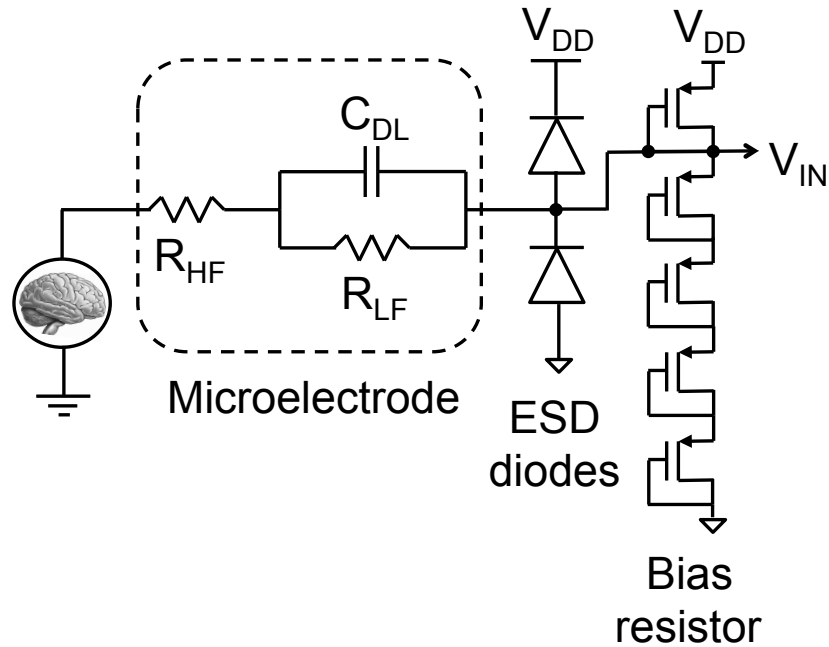 V_DD
V_DD
C_DL
V_IN
R_HF
R_LF
Microelectrode
ESD
diodes
Bias
resistor